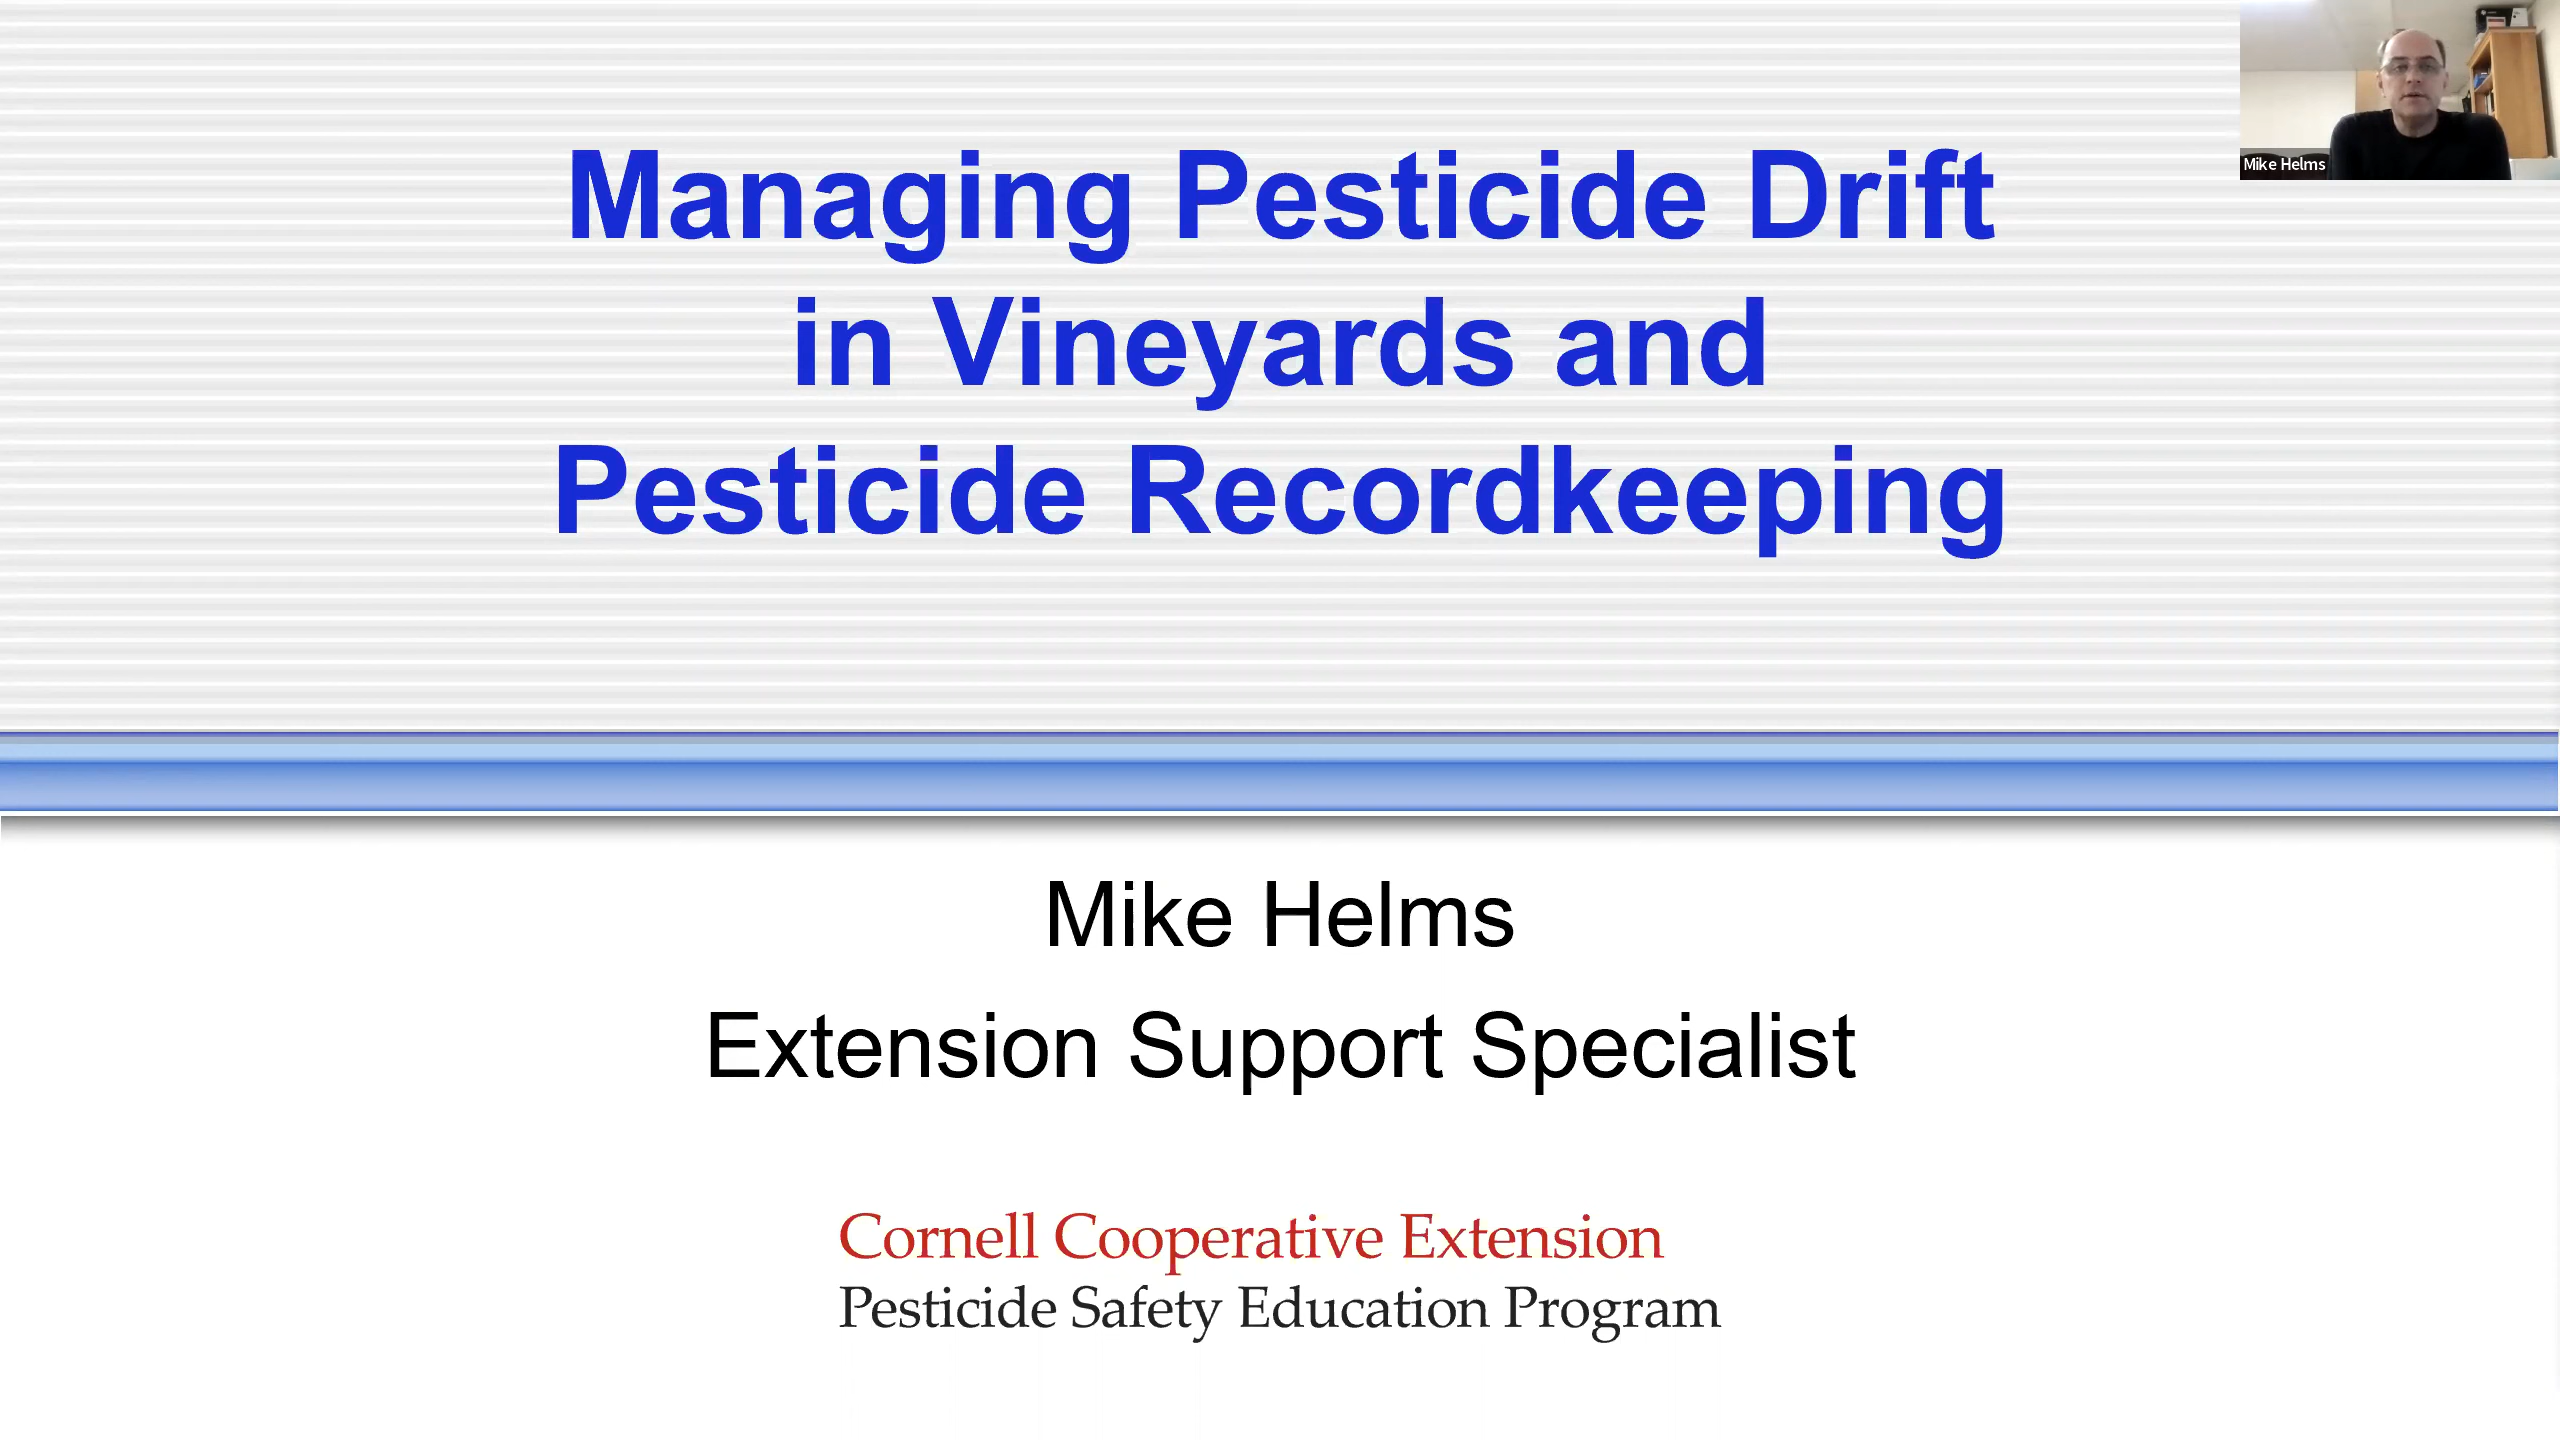 Managing Pesticide Drift
in Vineyards and
Pesticide Recordkeeping
Mike Helms
Mike Helms
Extension Support Specialist
Cornell Cooperative Extension
Pesticide Safety Education Program